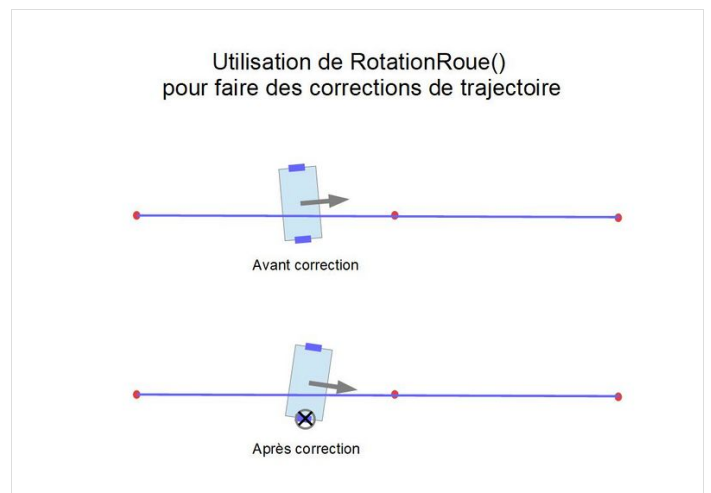 Utilisation de RotationRoue()
pour faire des corrections de trajectoire
Avant correction
Après correction